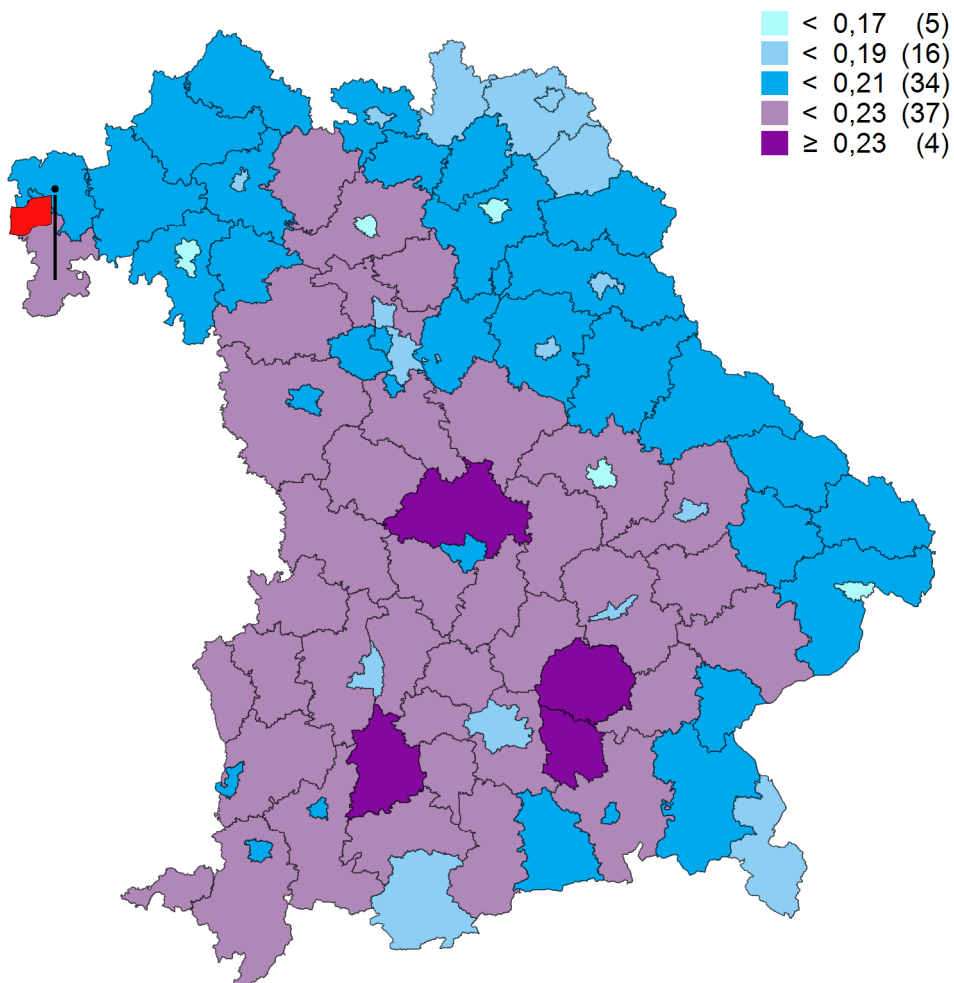 < 0,17 (5)
< 0,19 (16)
< 0,21 (34)
< 0,23 (37)
≥ 0,23 (4)